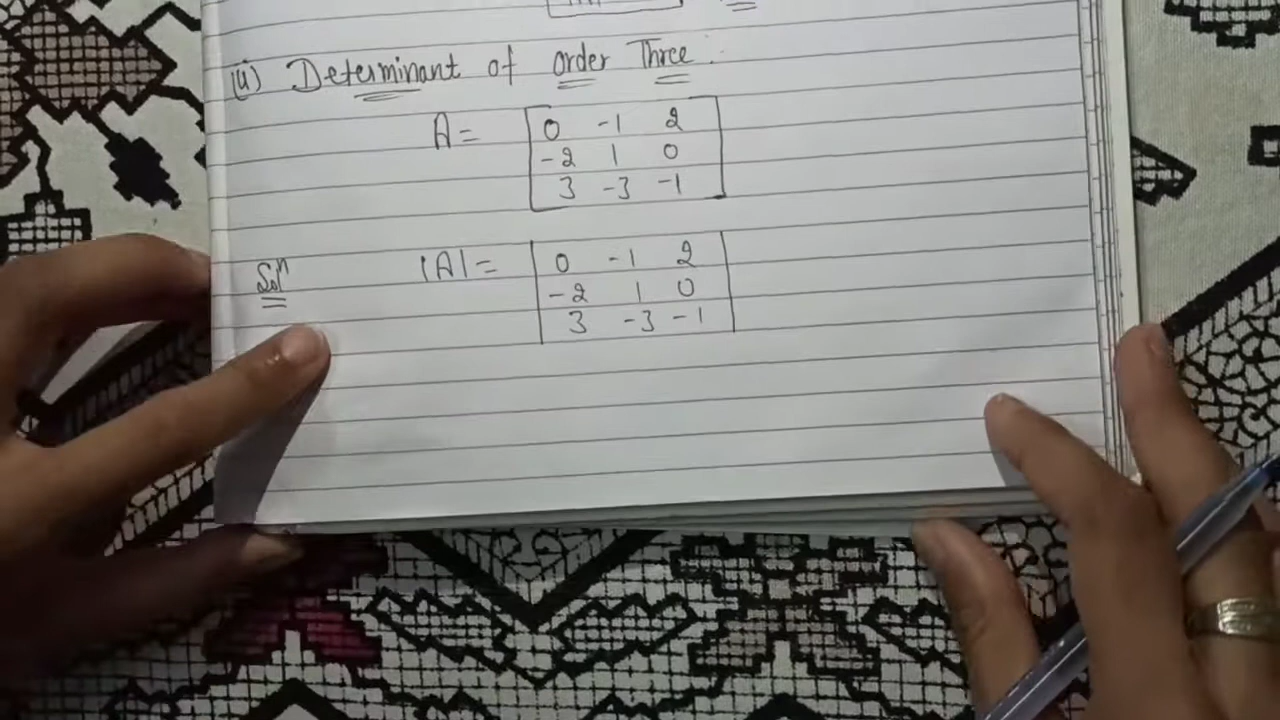 (ii) Determinant of order Three.
A = [0 -1 2
-2 1 0
3 -3 -1]
Solⁿ |A| = |0 -1 2
-2 1 0
3 -3 -1|